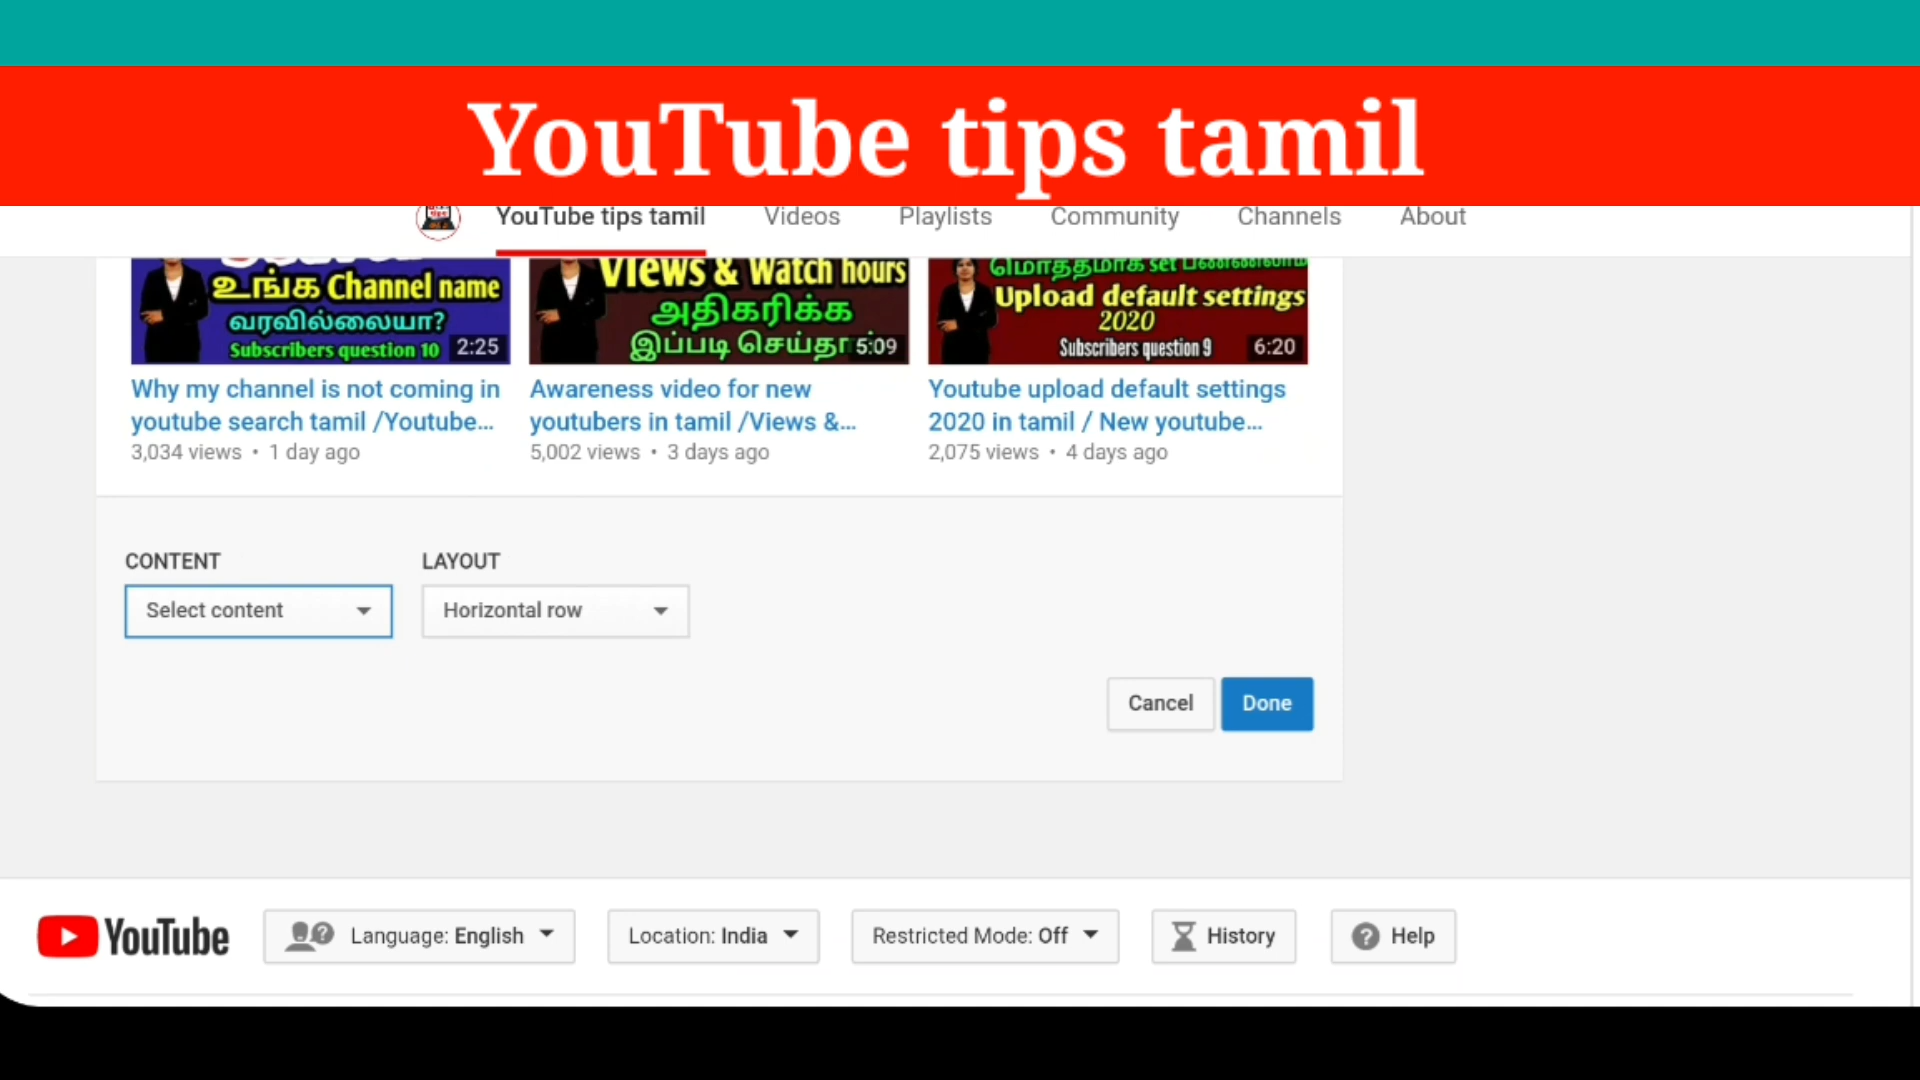 YouTube tips tamil
YouTube tips tamil Videos Playlists Community Channels About
உங்க Channel name
வரவில்லையா?
Subscribers question 10 2:25
Views & Watch hours
அதிகரிக்க
இப்படி செய்தா 5:09
மொத்தமாக set
Upload default settings
2020
Subscribers question 9 6:20
Why my channel is not coming in
youtube search tamil /Youtube...
3,034 views • 1 day ago
Awareness video for new
youtubers in tamil /Views &...
5,002 views • 3 days ago
Youtube upload default settings
2020 in tamil / New youtube...
2,075 views • 4 days ago
CONTENT LAYOUT
Select content Horizontal row
Cancel Done
YouTube Language: English Location: India Restricted Mode: Off History Help